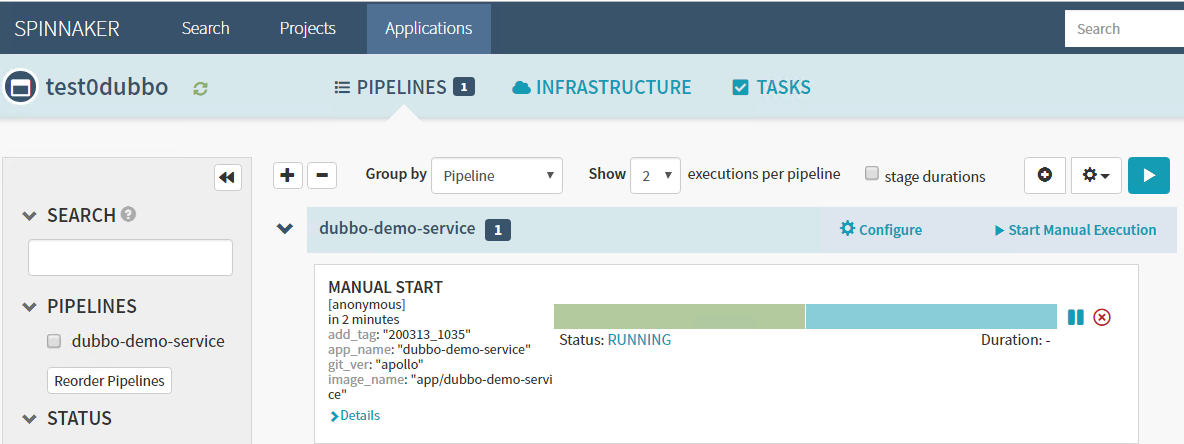 SPINNAKER Search Projects Applications Search
test0dubbo PIPELINES 1 INFRASTRUCTURE TASKS
Group by Pipeline Show 2 executions per pipeline stage durations
SEARCH
dubbo-demo-service 1 Configure Start Manual Execution
PIPELINES
dubbo-demo-service
Reorder Pipelines
STATUS
MANUAL START
[anonymous]
in 2 minutes
add_tag: "200313_1035"
app_name: "dubbo-demo-service"
git_ver: "apollo"
image_name: "app/dubbo-demo-servi
ce"
Details
Status: RUNNING Duration: -